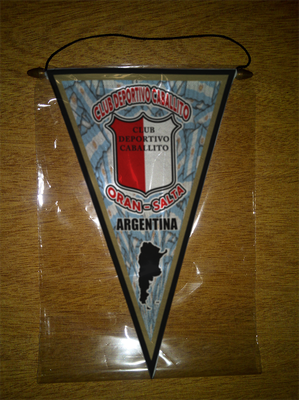 CLUB DEPORTIVO CABALLITO
CLUB
DEPORTIVO
CABALLITO
ORAN - SALTA
ARGENTINA